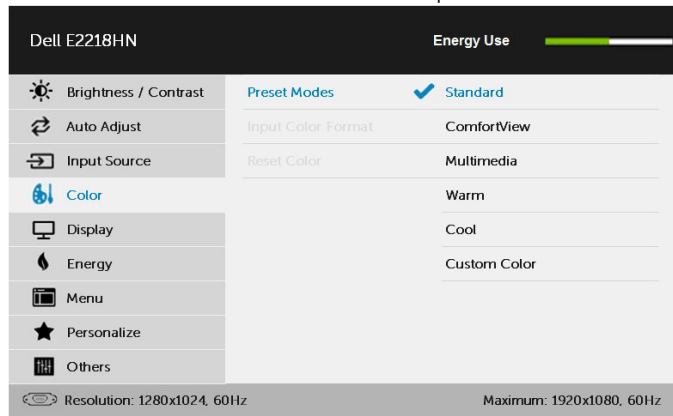 Dell E2218HN
Energy Use
Brightness / Contrast
Preset Modes
Standard
Auto Adjust
Input Color Format
ComfortView
Input Source
Reset Color
Multimedia
Color
Warm
Display
Cool
Energy
Custom Color
Menu
Personalize
Others
Resolution: 1280x1024, 60Hz
Maximum: 1920x1080, 60Hz